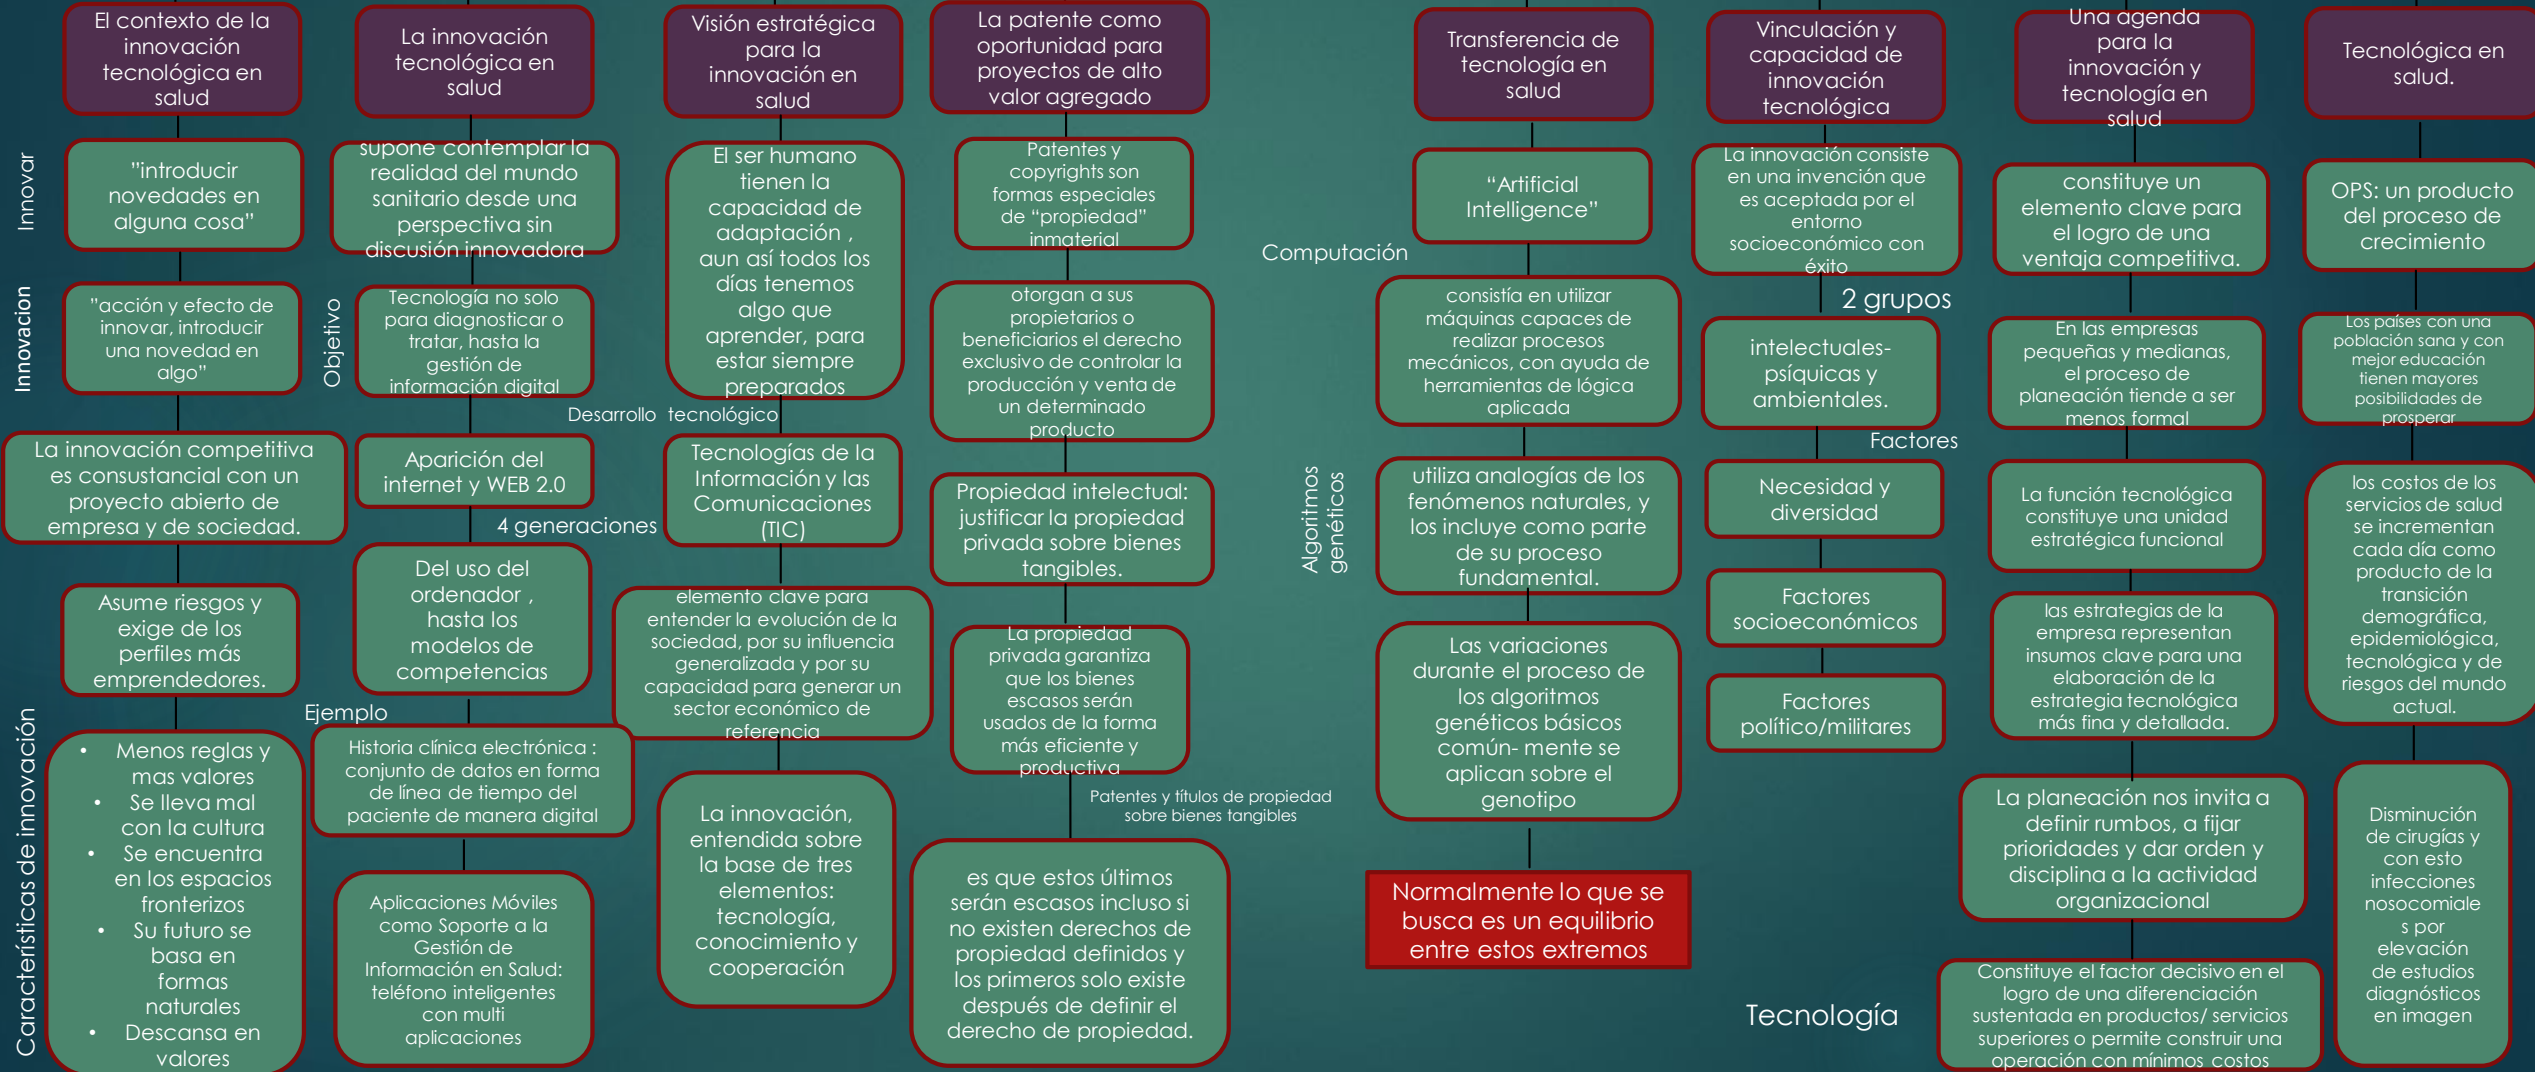 El contexto de la
innovación
tecnológica en
salud
Innovar
"introducir
novedades en
alguna cosa"
Innovacion
"acción y efecto de
innovar, introducir
una novedad en
algo"
La innovación competitiva
es consustancial con un
proyecto abierto de
empresa y de sociedad.
Asume riesgos y
exige de los
perfiles más
emprendedores.
Características de innovación
• Menos reglas y
mas valores
• Se lleva mal
con la cultura
• Se encuentra
en los espacios
fronterizos
• Su futuro se
basa en
formas
naturales
• Descansa en
valores
La innovación
tecnológica en
salud
supone contemplar la
realidad del mundo
sanitario desde una
perspectiva sin
discusión innovadora
Objetivo
Tecnología no solo
para diagnosticar o
tratar, hasta la
gestión de
información digital
Aparición del
internet y WEB 2.0
4 generaciones
Del uso del
ordenador ,
hasta los
modelos de
competencias
Ejemplo
Historia clínica electrónica :
conjunto de datos en forma
de línea de tiempo del
paciente de manera digital
Aplicaciones Móviles
como Soporte a la
Gestión de
Información en Salud:
teléfono inteligentes
con multi
aplicaciones
Visión estratégica
para la
innovación en
salud
El ser humano
tienen la
capacidad de
adaptación ,
aun así todos los
días tenemos
algo que
aprender, para
estar siempre
preparados
Desarrollo tecnológico
Tecnologías de la
Información y las
Comunicaciones
(TIC)
elemento clave para
entender la evolución de la
sociedad, por su influencia
generalizada y por su
capacidad para generar un
sector económico de
referencia
La innovación,
entendida sobre
la base de tres
elementos:
tecnología,
conocimiento y
cooperación
La patente como
oportunidad para
proyectos de alto
valor agregado
Patentes y
copyrights son
formas especiales
de "propiedad"
inmaterial
otorgan a sus
propietarios o
beneficiarios el derecho
exclusivo de controlar la
producción y venta de
un determinado
producto
Propiedad intelectual:
justificar la propiedad
privada sobre bienes
tangibles.
La propiedad
privada garantiza
que los bienes
escasos serán
usados de la forma
más eficiente y
productiva
Patentes y títulos de propiedad
sobre bienes tangibles
es que estos últimos
serán escasos incluso si
no existen derechos de
propiedad definidos y
los primeros solo existe
después de definir el
derecho de propiedad.
Transferencia de
tecnología en
salud
"Artificial
Intelligence"
Computación
consistía en utilizar
máquinas capaces de
realizar procesos
mecánicos, con ayuda de
herramientas de lógica
aplicada
Algoritmos
genéticos
utiliza analogías de los
fenómenos naturales, y
los incluye como parte
de su proceso
fundamental.
Las variaciones
durante el proceso de
los algoritmos
genéticos básicos
común- mente se
aplican sobre el
genotipo
Normalmente lo que se
busca es un equilibrio
entre estos extremos
Vinculación y
capacidad de
innovación
tecnológica
La innovación consiste
en una invención que
es aceptada por el
entorno
socioeconómico con
éxito
2 grupos
intelectuales-
psíquicas y
ambientales.
Factores
Necesidad y
diversidad
Factores
socioeconómicos
Factores
político/militares
Una agenda
para la
innovación y
tecnología en
salud
constituye un
elemento clave para
el logro de una
ventaja competitiva.
En las empresas
pequeñas y medianas,
el proceso de
planeación tiende a ser
menos formal
La función tecnológica
constituye una unidad
estratégica funcional
las estrategias de la
empresa representan
insumos clave para una
elaboración de la
estrategia tecnológica
más fina y detallada.
La planeación nos invita a
definir rumbos, a fijar
prioridades y dar orden y
disciplina a la actividad
organizacional
Tecnología
Constituye el factor decisivo en el
logro de una diferenciación
sustentada en productos/ servicios
superiores o permite construir una
operación con mínimos costos
Tecnológica en
salud.
OPS: un producto
del proceso de
crecimiento
Los países con una
población sana y con
mejor educación
tienen mayores
posibilidades de
prosperar
los costos de los
servicios de salud
se incrementan
cada día como
producto de la
transición
demográfica,
epidemiológica,
tecnológica y de
riesgos del mundo
actual.
Disminución
de cirugías y
con esto
infecciones
nosocomiale
s por
elevación
de estudios
diagnósticos
en imagen